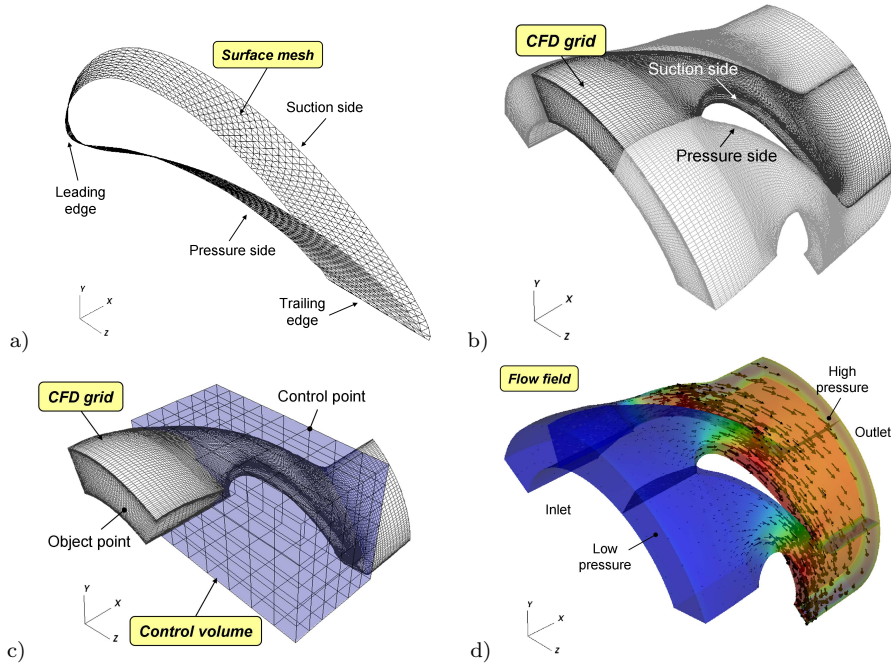 Surface mesh
Suction side
Leading
edge
Pressure side
Trailing
edge
Y
X
Z
a)
CFD grid
Suction side
Pressure side
Y
X
Z
b)
CFD grid
Control point
Object point
Control volume
Y
X
Z
c)
Flow field
High
pressure
Outlet
Inlet
Low
pressure
Y
X
Z
d)